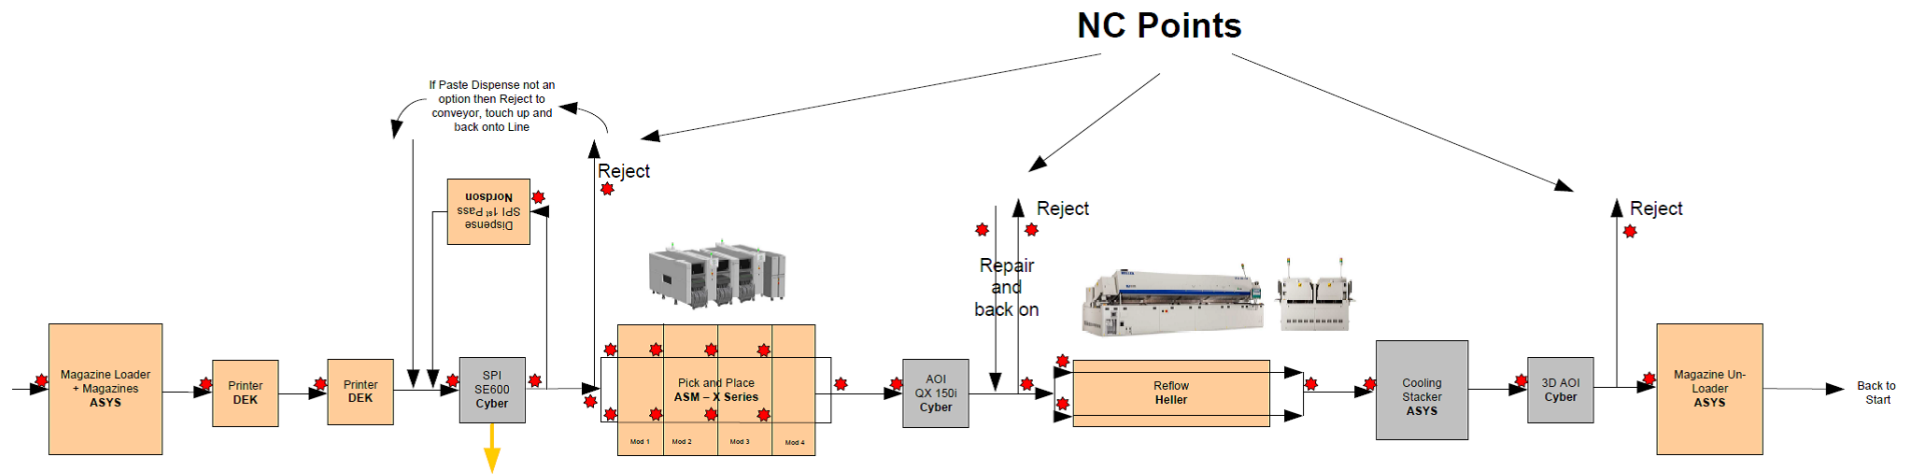 NC Points
If Paste Dispense not an
option then Reject to
conveyor, touch up and
back onto Line
Reject
Dispense
SPI 1st Pass
Nordson
Reject
Repair
and
back on
Reject
Magazine Loader
+ Magazines
ASYS
Printer
DEK
Printer
DEK
SPI
SE600
Cyber
Pick and Place
ASM – X Series
Mod 1
Mod 2
Mod 3
Mod 4
AOI
QX 150i
Cyber
Reflow
Heller
Cooling
Stacker
ASYS
3D AOI
Cyber
Magazine Un-
Loader
ASYS
Back to
Start